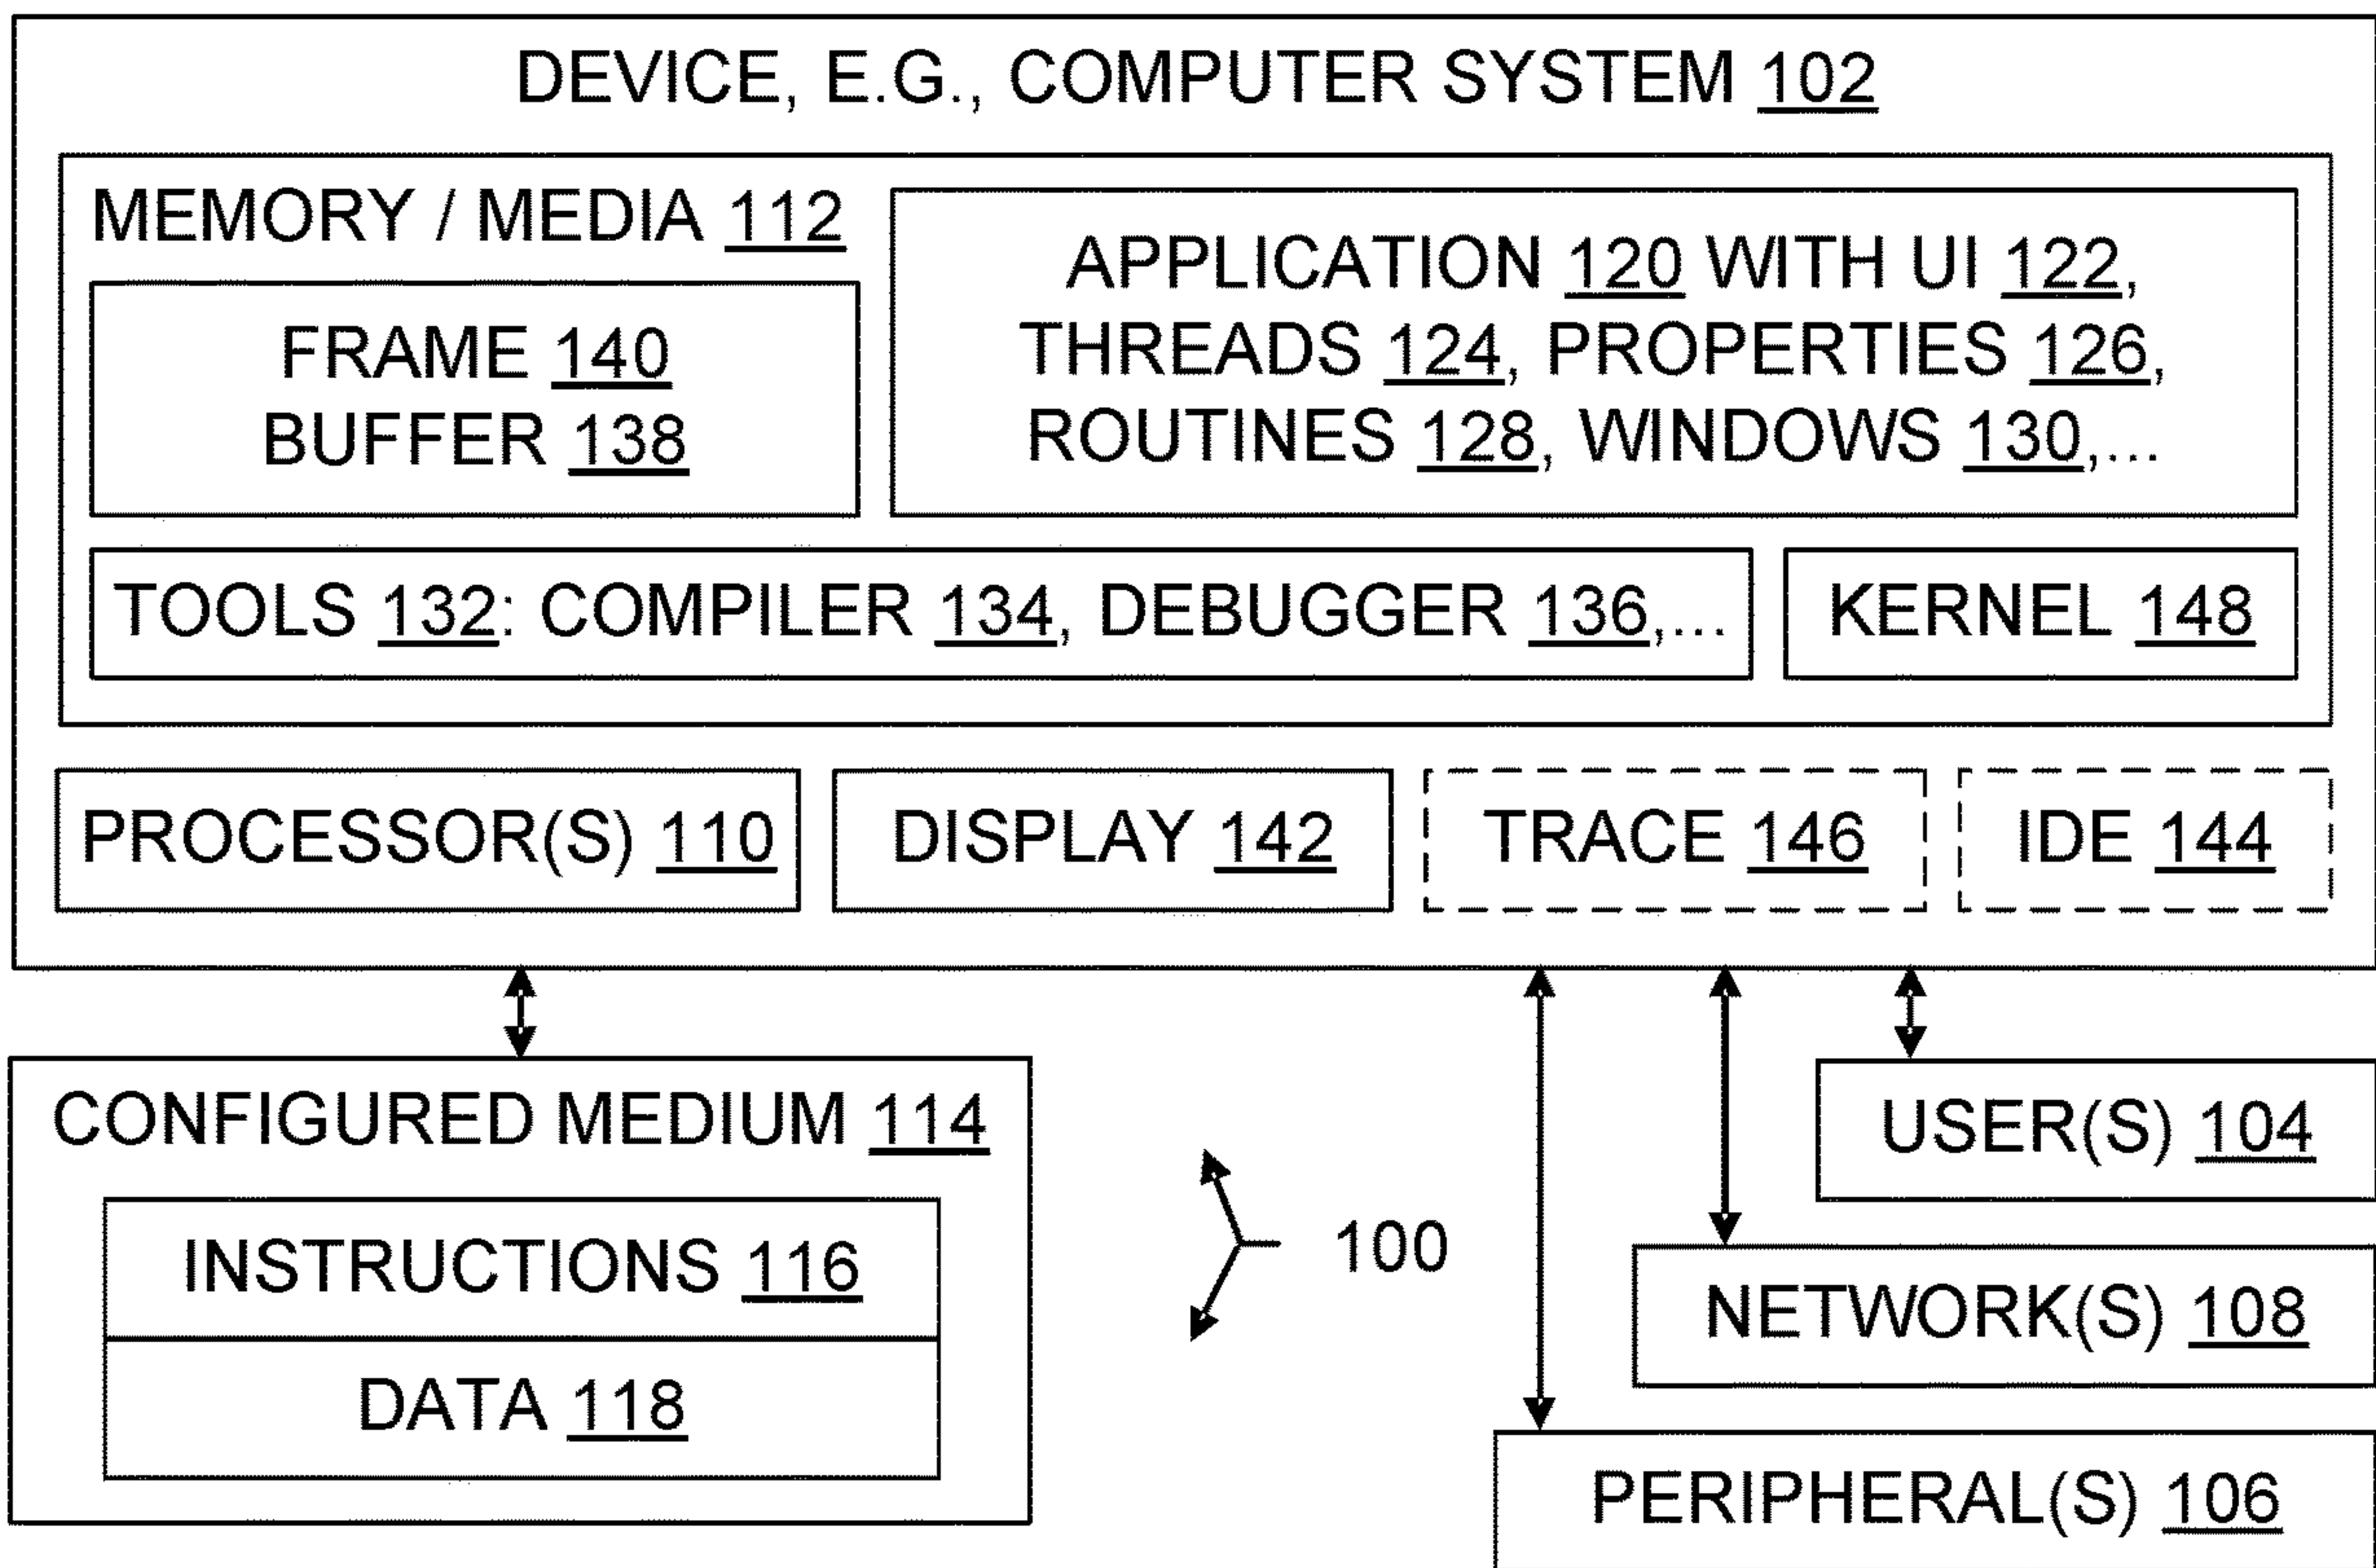 DEVICE, E.G., COMPUTER SYSTEM 102
MEMORY / MEDIA 112
FRAME 140
BUFFER 138
APPLICATION 120 WITH UI 122,
THREADS 124, PROPERTIES 126,
ROUTINES 128, WINDOWS 130,...
TOOLS 132: COMPILER 134, DEBUGGER 136,...
KERNEL 148
PROCESSOR(S) 110
DISPLAY 142
TRACE 146
IDE 144
CONFIGURED MEDIUM 114
INSTRUCTIONS 116
DATA 118
100
USER(S) 104
NETWORK(S) 108
PERIPHERAL(S) 106